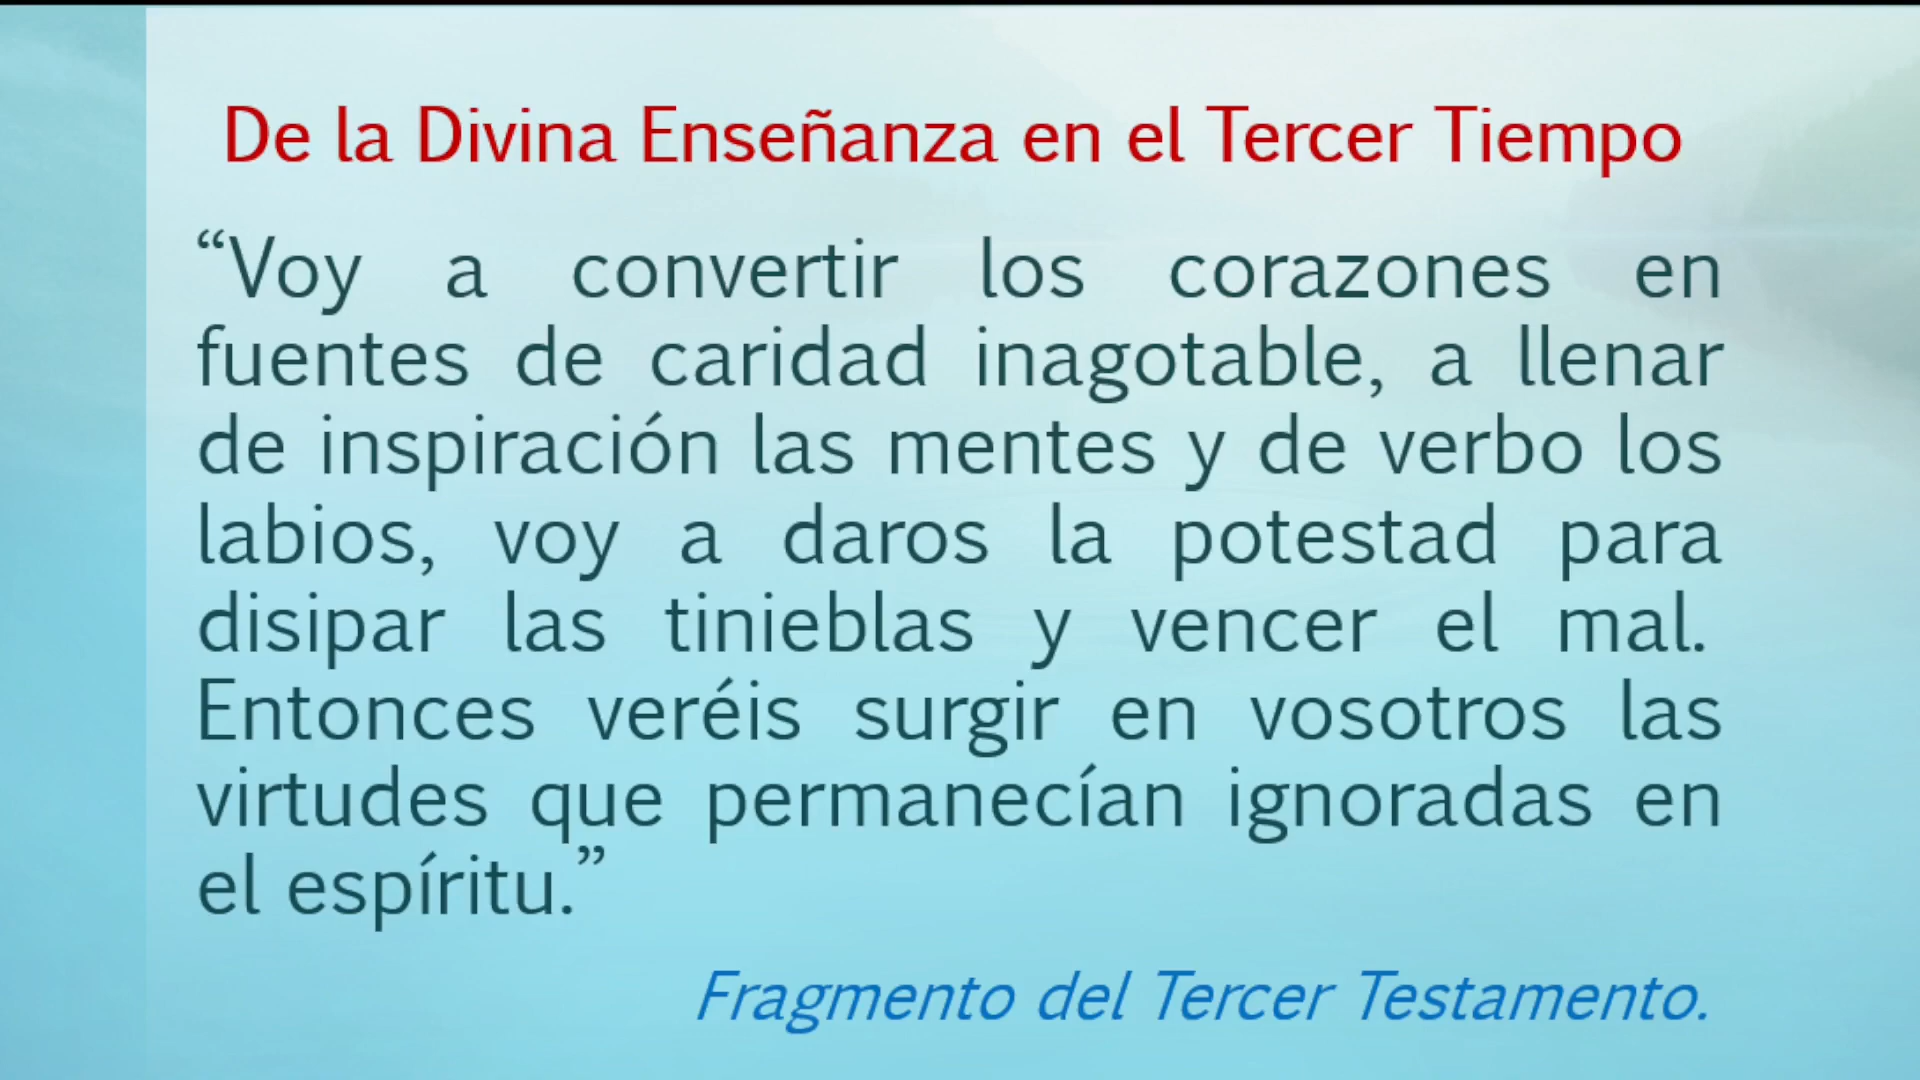 De la Divina Enseñanza en el Tercer Tiempo
“Voy a convertir los corazones en
fuentes de caridad inagotable, a llenar
de inspiración las mentes y de verbo los
labios, voy a daros la potestad para
disipar las tinieblas y vencer el mal.
Entonces veréis surgir en vosotros las
virtudes que permanecían ignoradas en
el espíritu.”
Fragmento del Tercer Testamento.